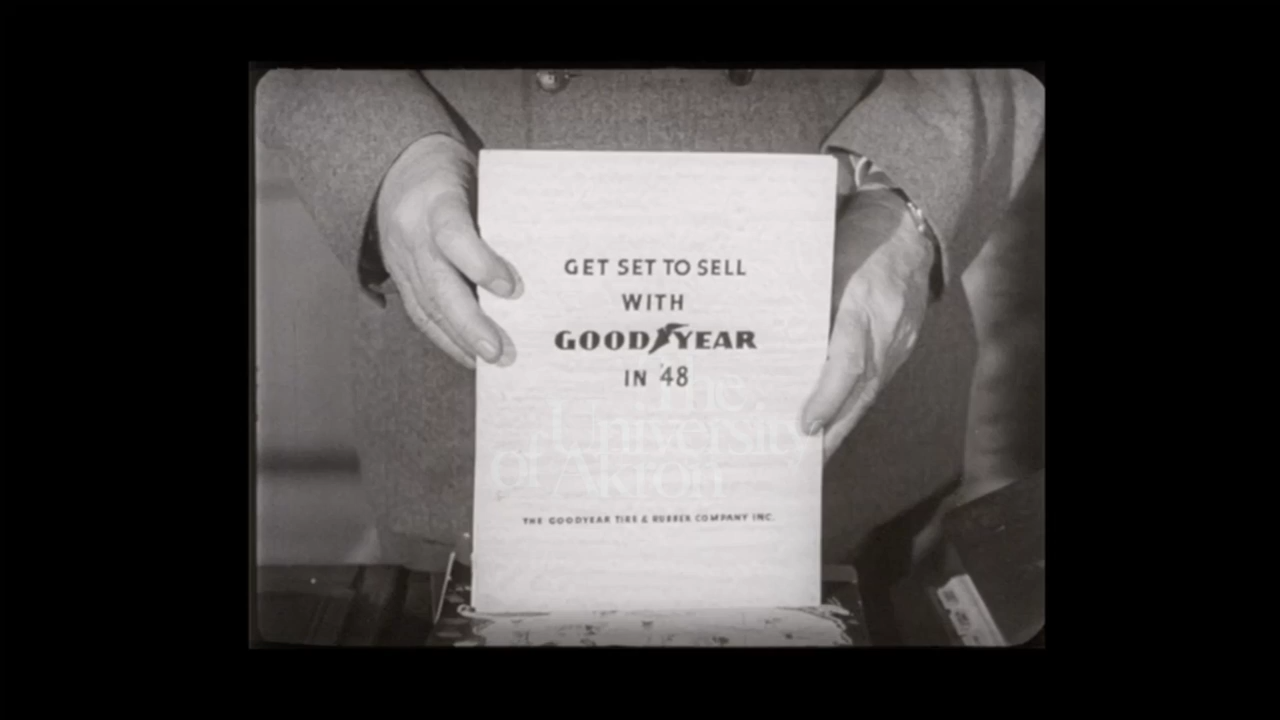 GET SET TO SELL
WITH
GOODYEAR
IN '48
The
University
of Akron
THE GOODYEAR TIRE & RUBBER COMPANY INC.